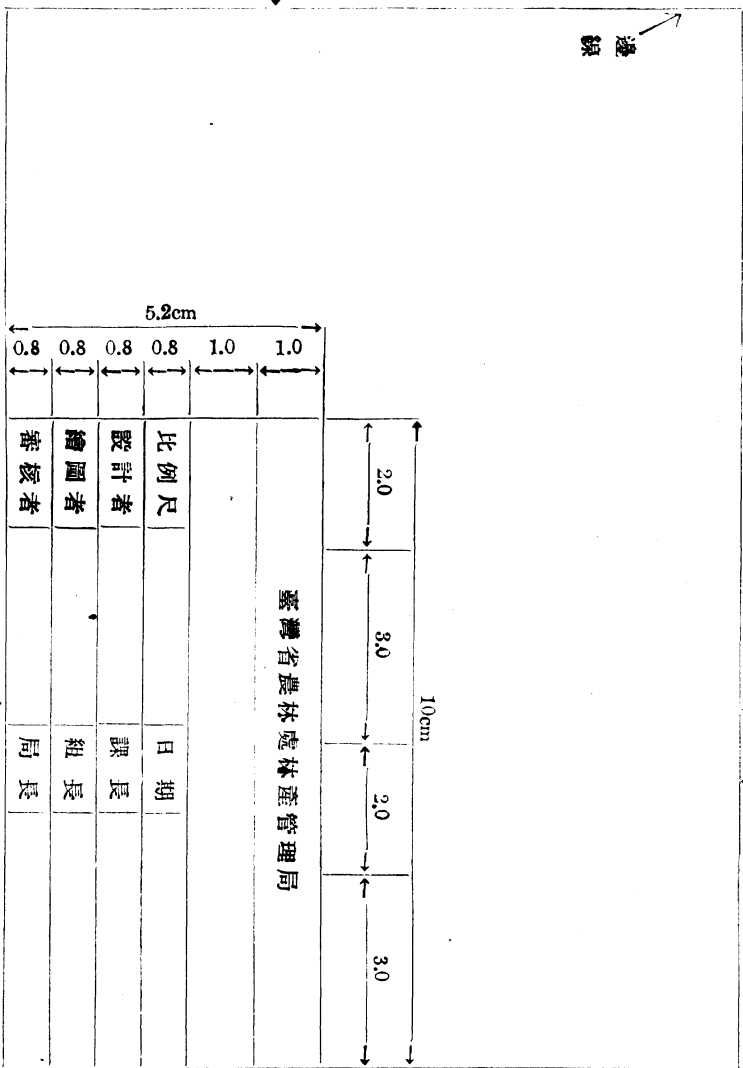 邊線
10cm
2.0 3.0 2.0 3.0
5.2cm
1.0
1.0
0.8
0.8
0.8
0.8
臺灣省農林處林產管理局
比例尺 日期
設計者 課長
繪圖者 組長
審核者 局長